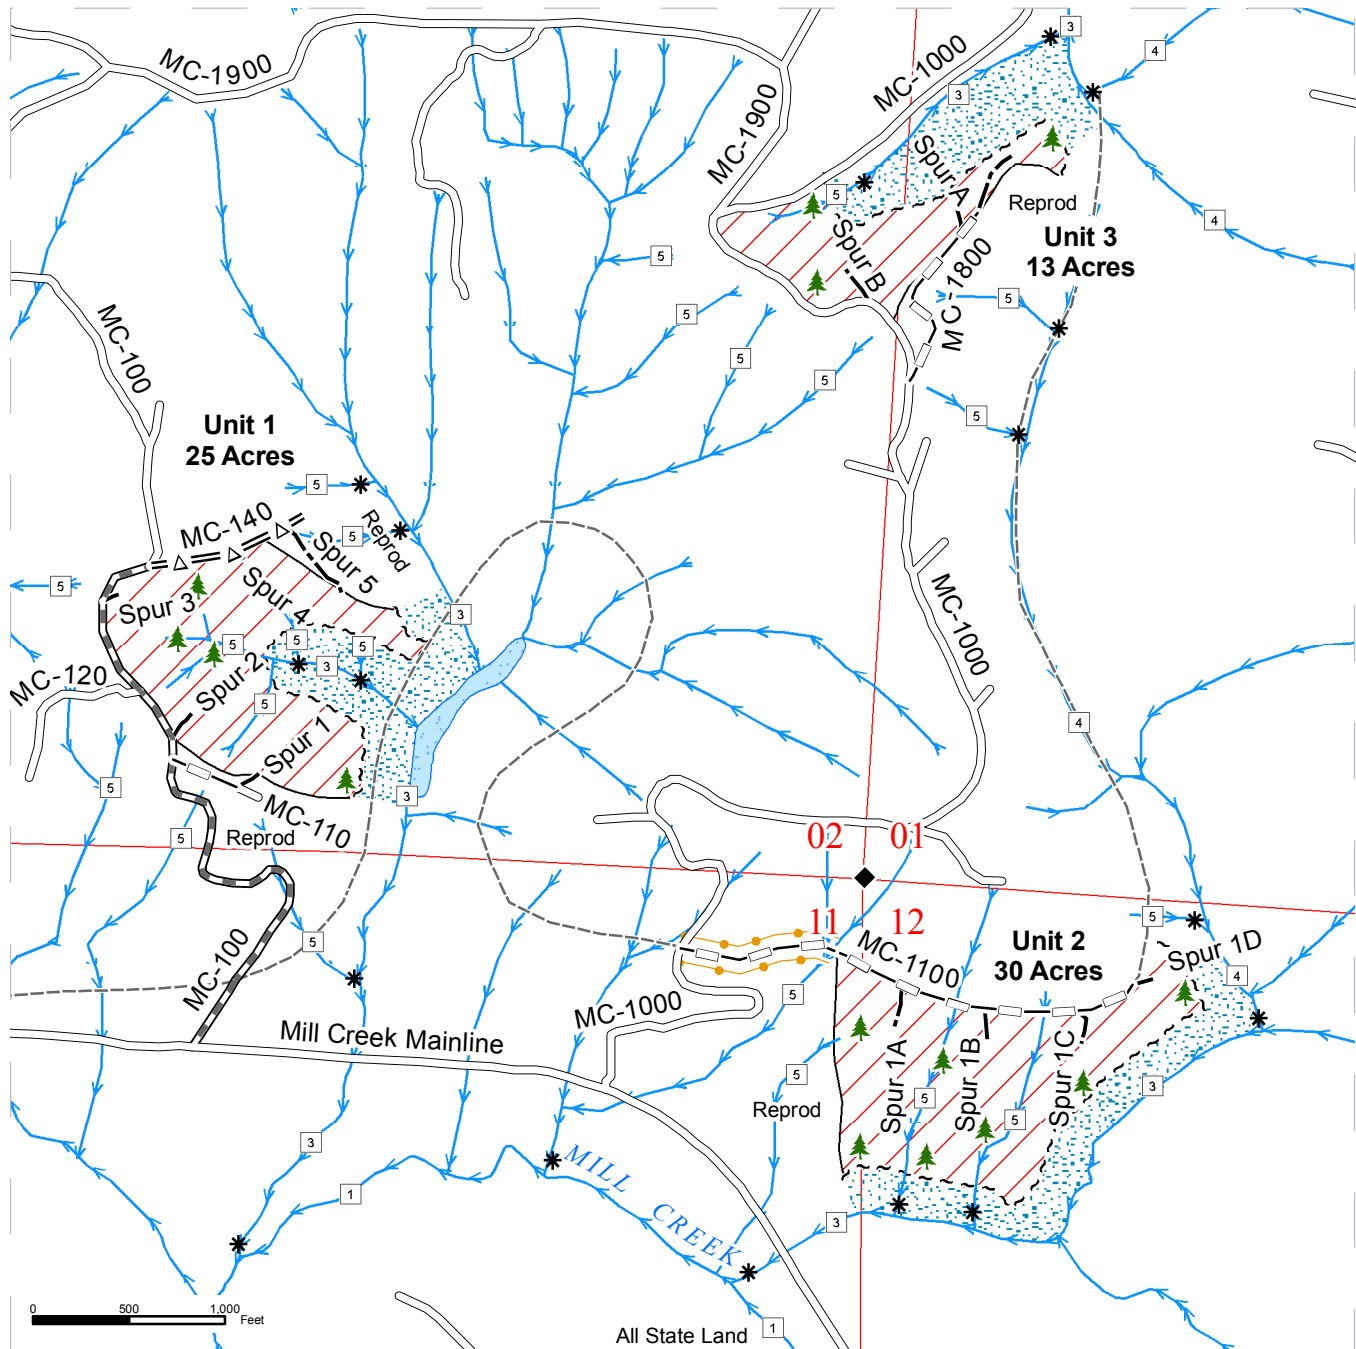 3
MC-1900
MC-1000
4
3
MC-1900
Spur A
5
Reprod
4
Unit 3
13 Acres
Spur B
5
MC-1800
5
5
MC-100
5
5
5
Unit 1
25 Acres
5
MC-140
Reprod
5
Spur 5
5
Spur 3
Spur 4
3
MC-1000
5
5
5
3
MC-120
Spur 2
5
4
Spur 1
5
3
MC-110
5
Reprod
02
01
11
12
5
5
MC-1100
Unit 2
30 Acres
Spur 1D
4
MC-100
5
MC-1000
Mill Creek Mainline
5
Reprod
Spur 1A
Spur 1B
Spur 1C
3
5
5
3
1
MILL CREEK
3
0
500
1,000
Feet
All State Land
1